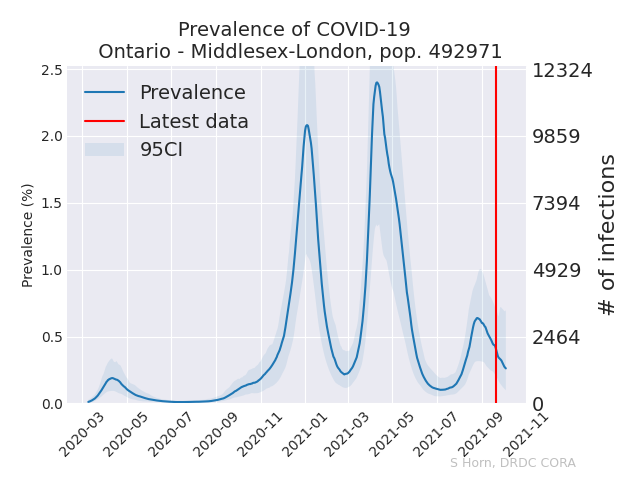 Prevalence of COVID-19
Ontario - Middlesex-London, pop. 492971
Prevalence
Latest data
95CI
Prevalence (%)
2.5
2.0
1.5
1.0
0.5
0.0
12324
9859
7394
4929
2464
0
# of infections
2020-03
2020-05
2020-07
2020-09
2020-11
2021-01
2021-03
2021-05
2021-07
2021-09
2021-11
S Horn, DRDC CORA